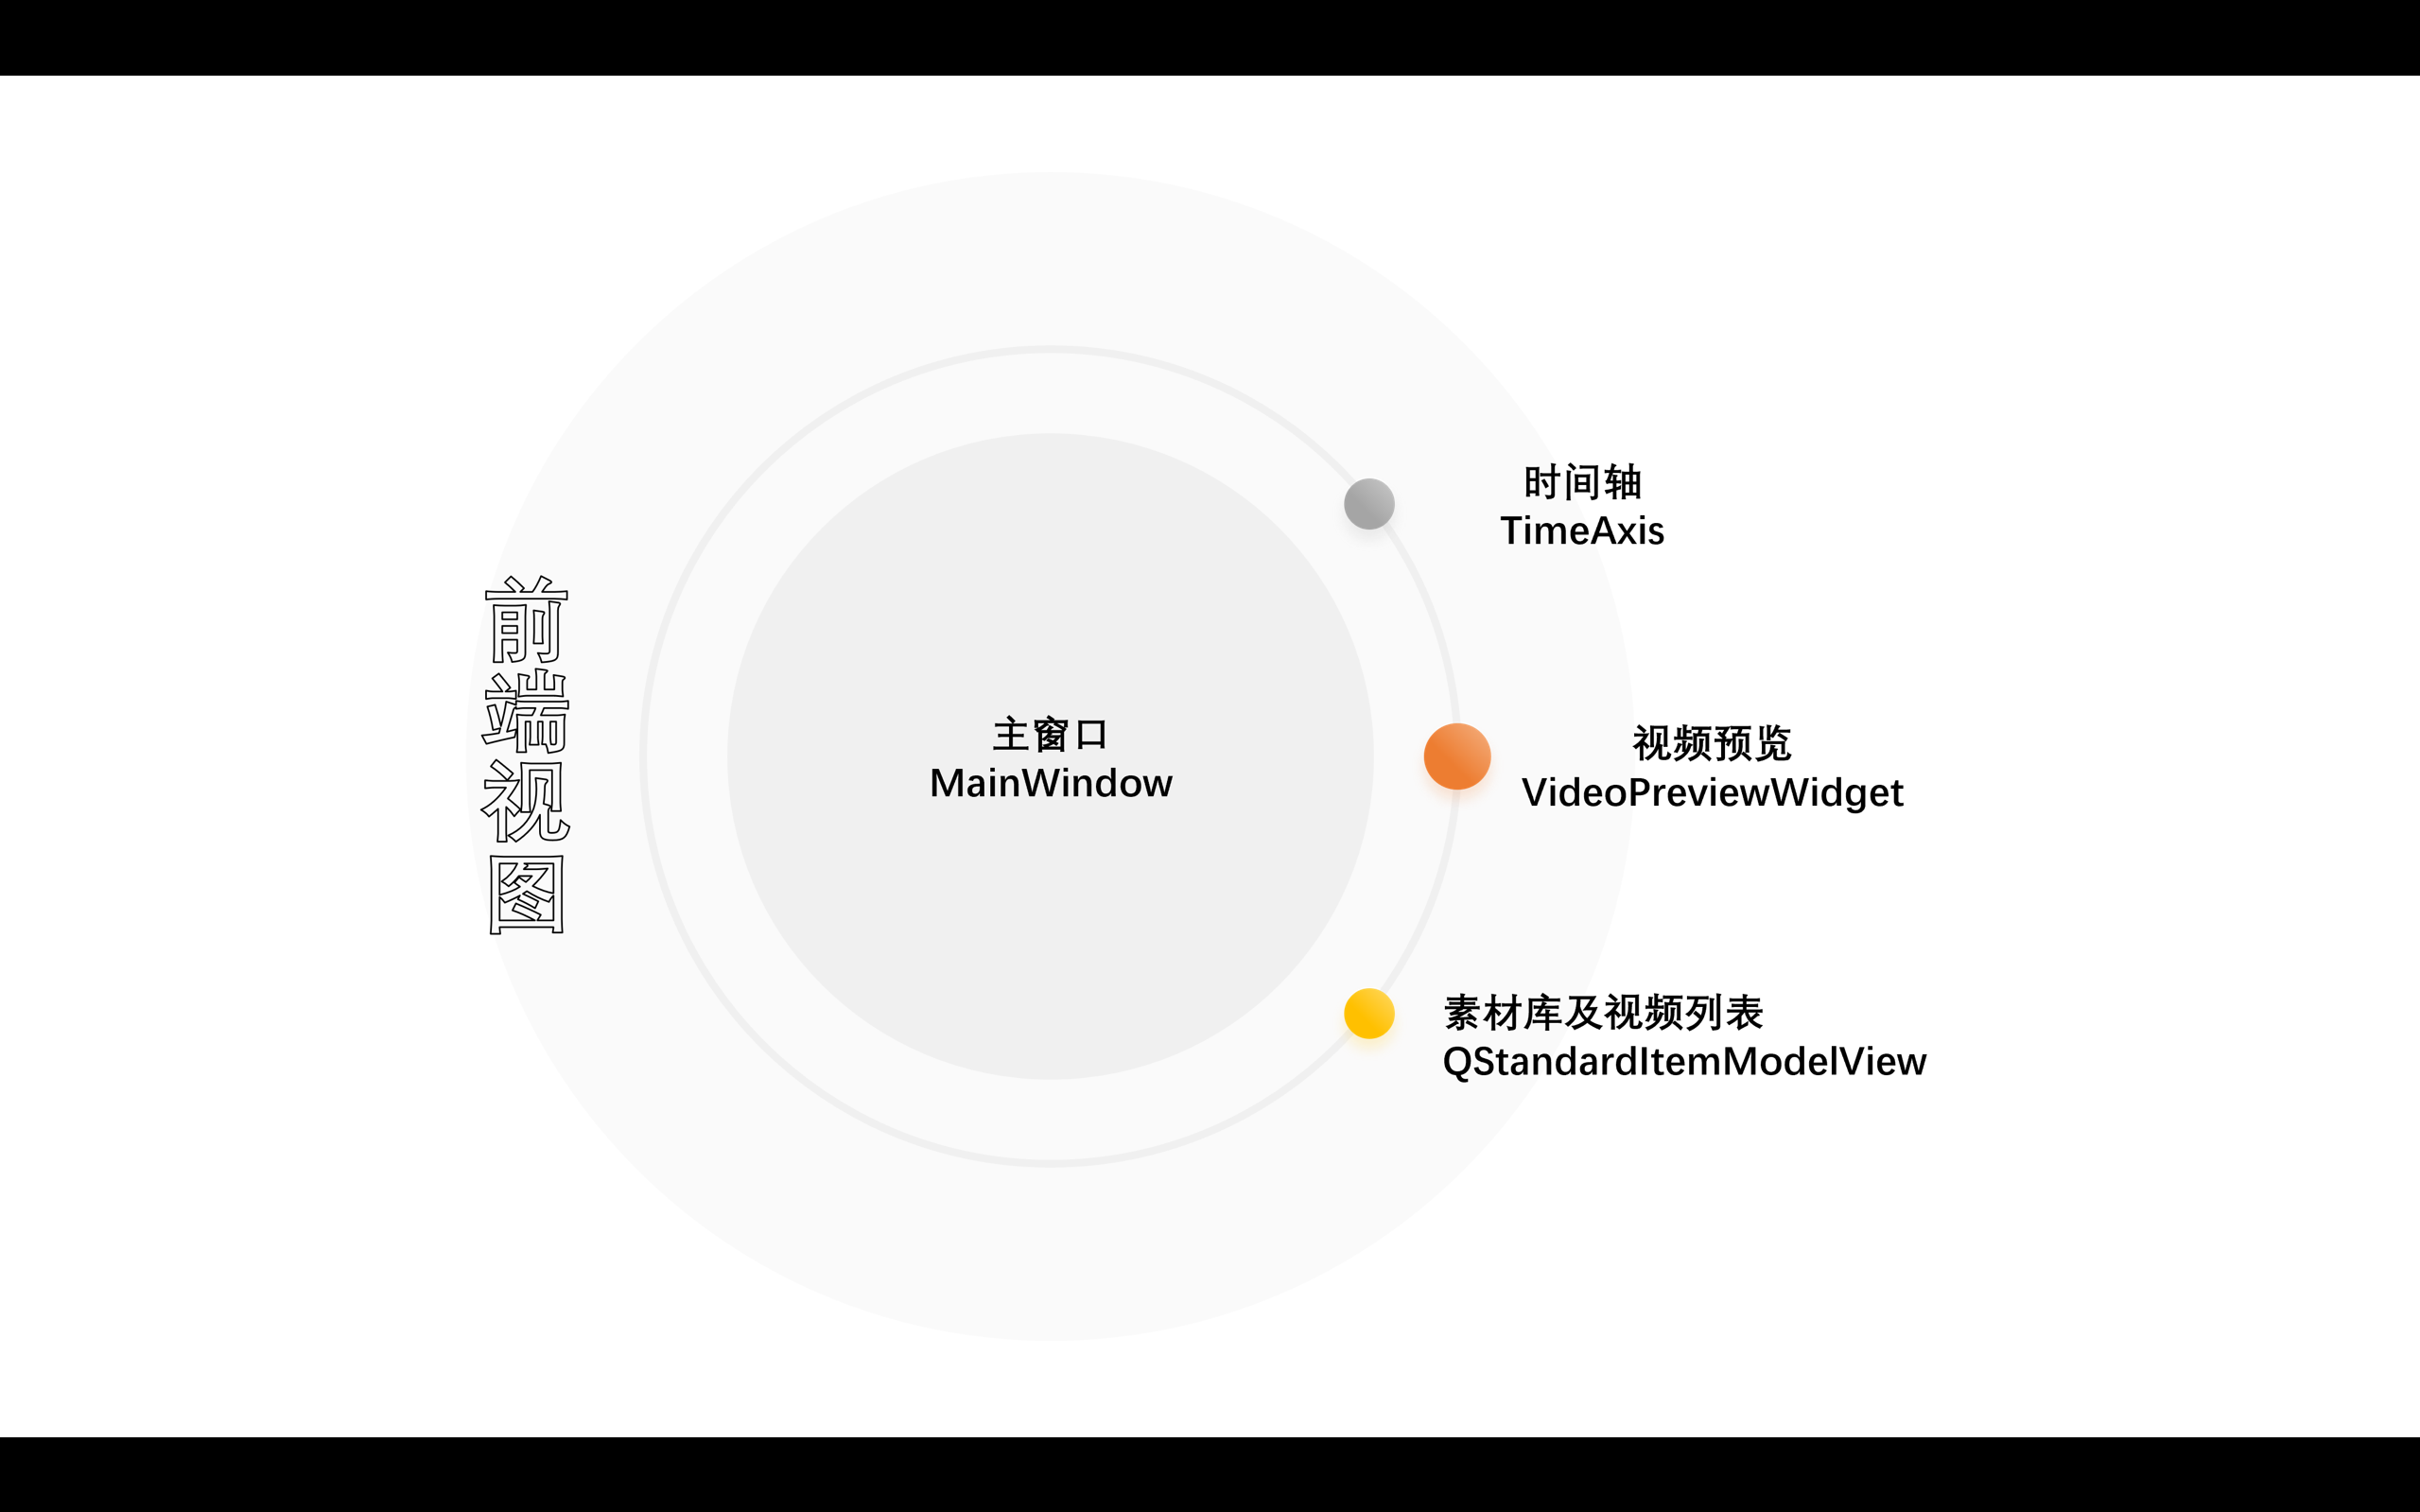 前端视图
主窗口
MainWindow
时间轴
TimeAxis
视频预览
VideoPreviewWidget
素材库及视频列表
QStandardItemModelView